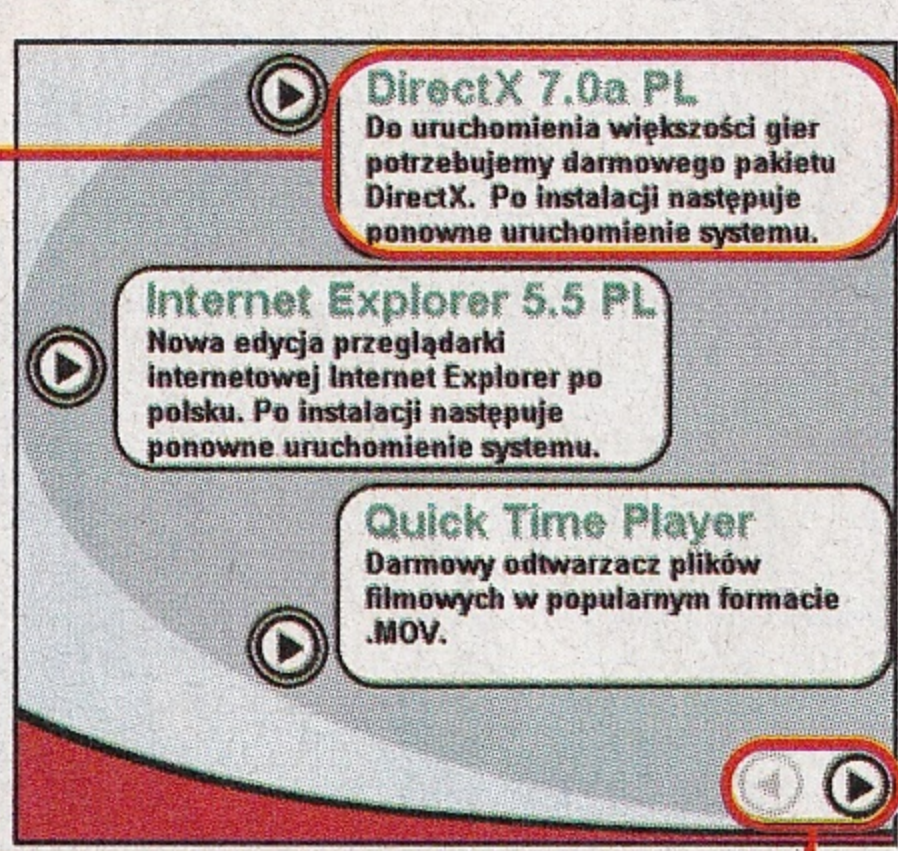 DirectX 7.0a PL
Do uruchomienia większości gier
potrzebujemy darmowego pakietu
DirectX. Po instalacji następuje
ponowne uruchomienie systemu.
Internet Explorer 5.5 PL
Nowa edycja przeglądarki
internetowej Internet Explorer po
polsku. Po instalacji następuje
ponowne uruchomienie systemu.
Quick Time Player
Darmowy odtwarzacz plików
filmowych w popularnym formacie
.MOV.